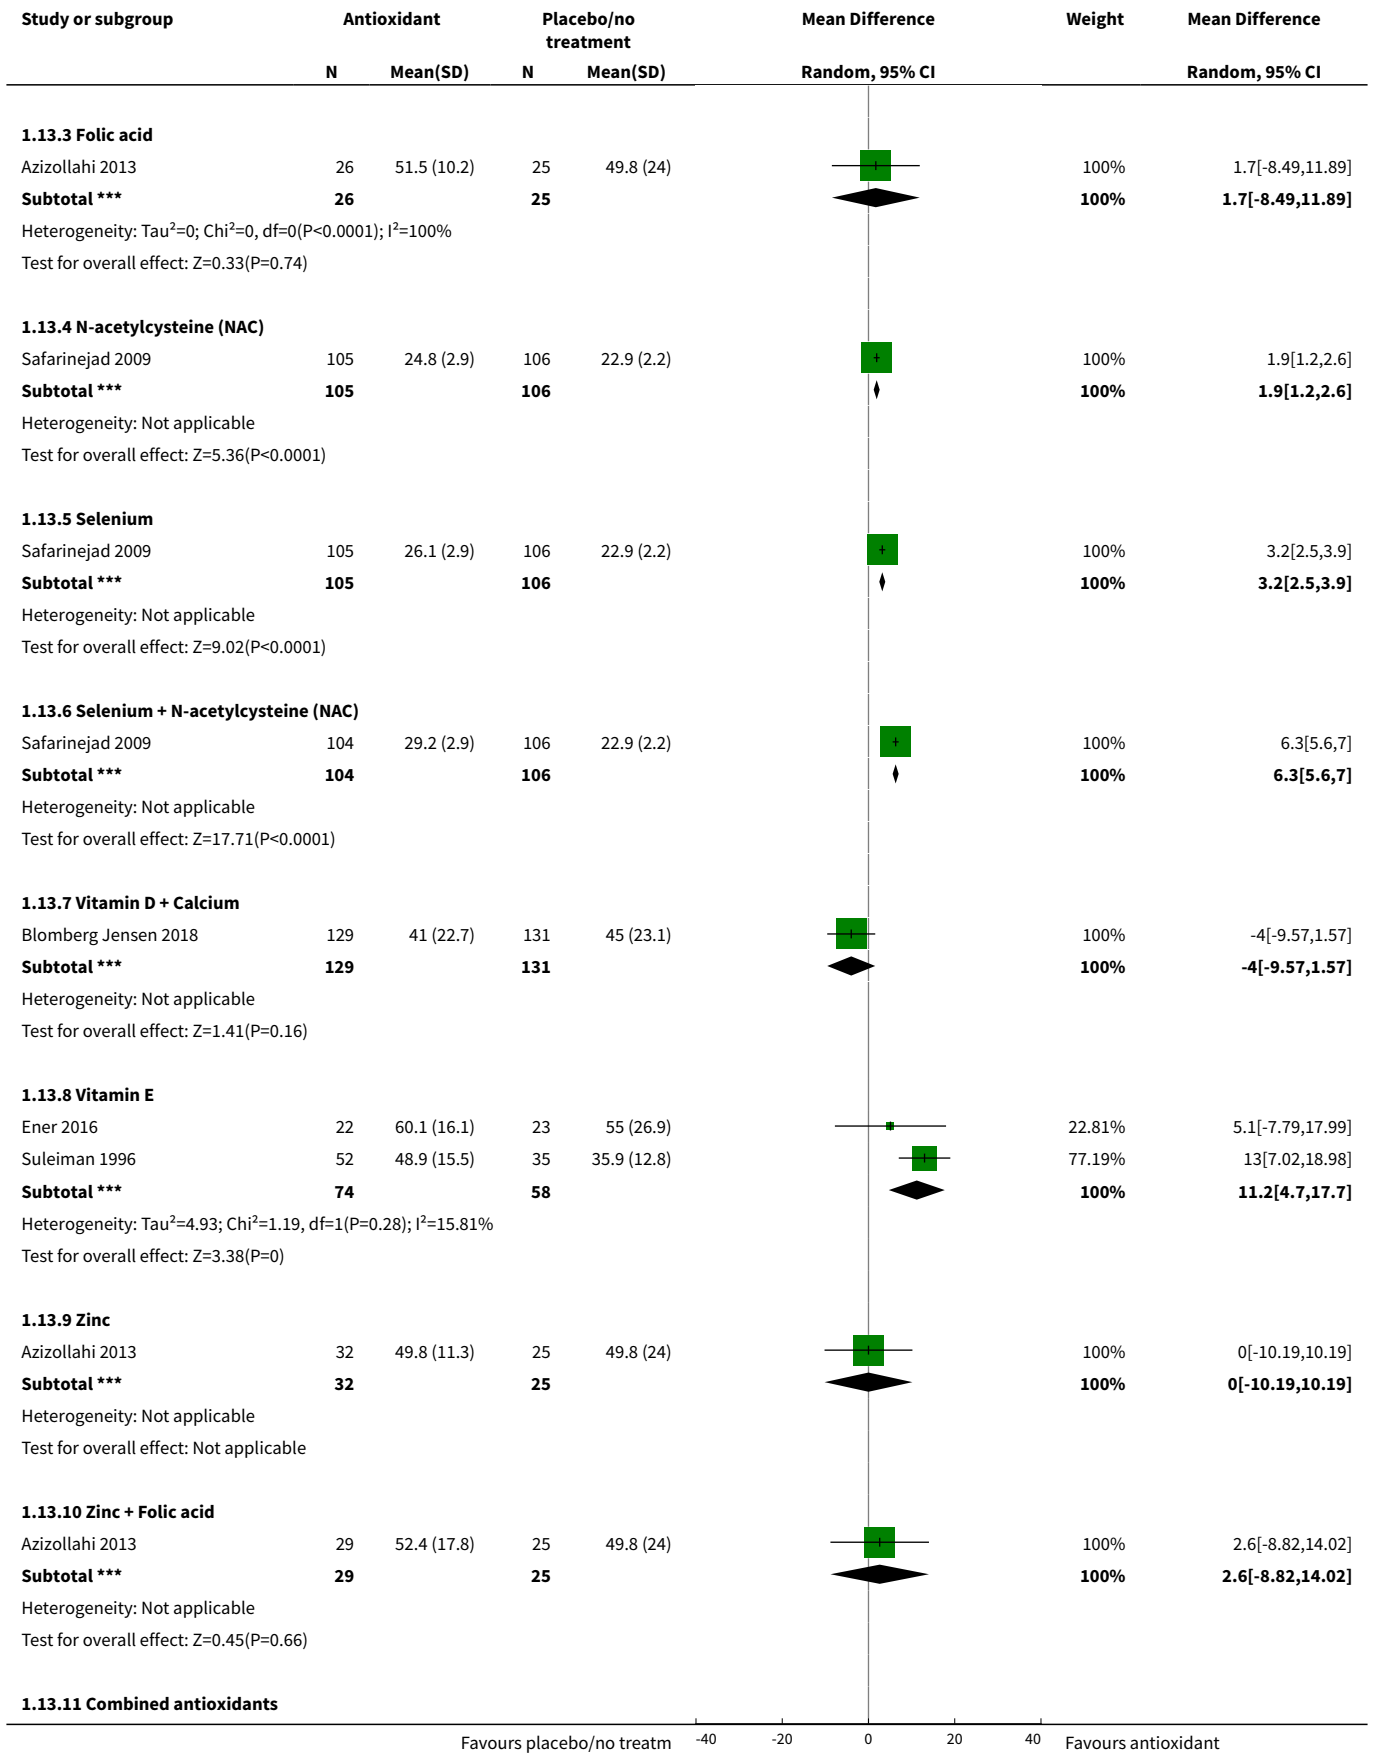 Study or subgroup Antioxidant Placebo/no treatment Mean Difference Weight Mean Difference
N Mean(SD) N Mean(SD) Random, 95% CI Random, 95% CI
1.13.3 Folic acid
Azizollahi 2013 26 51.5 (10.2) 25 49.8 (24) 100% 1.7[-8.49,11.89]
Subtotal *** 26 25 100% 1.7[-8.49,11.89]
Heterogeneity: Tau²=0; Chi²=0, df=0(P<0.0001); I²=100%
Test for overall effect: Z=0.33(P=0.74)
1.13.4 N-acetylcysteine (NAC)
Safarinejad 2009 105 24.8 (2.9) 106 22.9 (2.2) 100% 1.9[1.2,2.6]
Subtotal *** 105 106 100% 1.9[1.2,2.6]
Heterogeneity: Not applicable
Test for overall effect: Z=5.36(P<0.0001)
1.13.5 Selenium
Safarinejad 2009 105 26.1 (2.9) 106 22.9 (2.2) 100% 3.2[2.5,3.9]
Subtotal *** 105 106 100% 3.2[2.5,3.9]
Heterogeneity: Not applicable
Test for overall effect: Z=9.02(P<0.0001)
1.13.6 Selenium + N-acetylcysteine (NAC)
Safarinejad 2009 104 29.2 (2.9) 106 22.9 (2.2) 100% 6.3[5.6,7]
Subtotal *** 104 106 100% 6.3[5.6,7]
Heterogeneity: Not applicable
Test for overall effect: Z=17.71(P<0.0001)
1.13.7 Vitamin D + Calcium
Blomberg Jensen 2018 129 41 (22.7) 131 45 (23.1) 100% -4[-9.57,1.57]
Subtotal *** 129 131 100% -4[-9.57,1.57]
Heterogeneity: Not applicable
Test for overall effect: Z=1.41(P=0.16)
1.13.8 Vitamin E
Ener 2016 22 60.1 (16.1) 23 55 (26.9) 22.81% 5.1[-7.79,17.99]
Suleiman 1996 52 48.9 (15.5) 35 35.9 (12.8) 77.19% 13[7.02,18.98]
Subtotal *** 74 58 100% 11.2[4.7,17.7]
Heterogeneity: Tau²=4.93; Chi²=1.19, df=1(P=0.28); I²=15.81%
Test for overall effect: Z=3.38(P=0)
1.13.9 Zinc
Azizollahi 2013 32 49.8 (11.3) 25 49.8 (24) 100% 0[-10.19,10.19]
Subtotal *** 32 25 100% 0[-10.19,10.19]
Heterogeneity: Not applicable
Test for overall effect: Not applicable
1.13.10 Zinc + Folic acid
Azizollahi 2013 29 52.4 (17.8) 25 49.8 (24) 100% 2.6[-8.82,14.02]
Subtotal *** 29 25 100% 2.6[-8.82,14.02]
Heterogeneity: Not applicable
Test for overall effect: Z=0.45(P=0.66)
1.13.11 Combined antioxidants
Favours placebo/no treatm -40 -20 0 20 40 Favours antioxidant